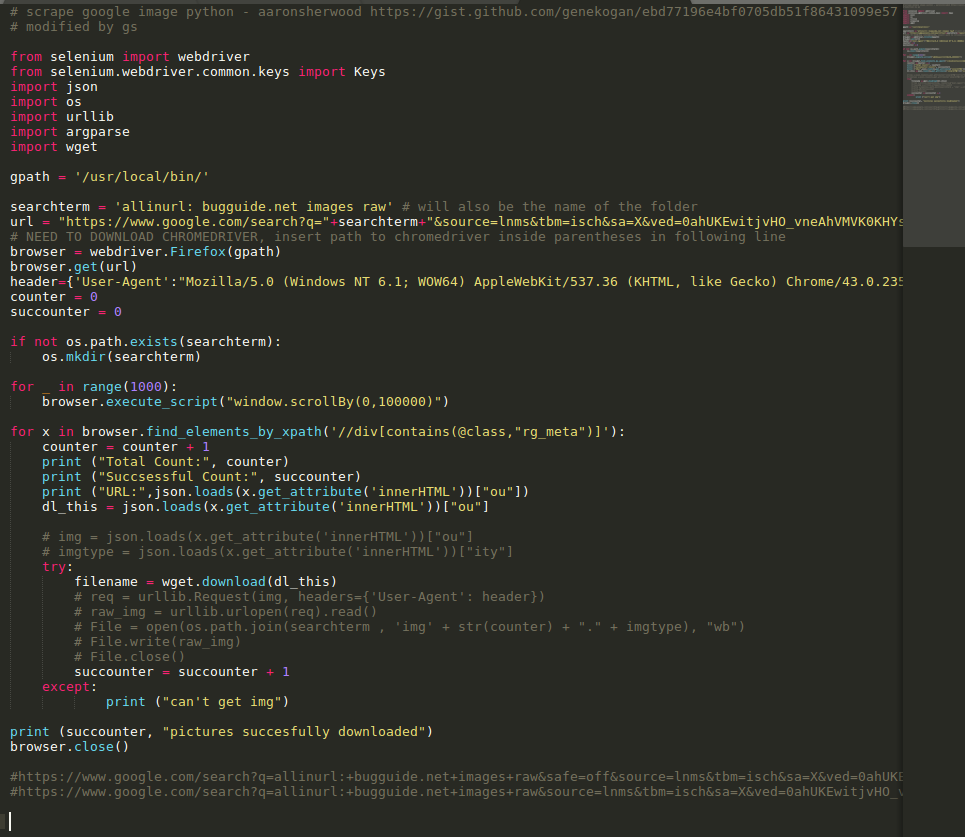 # scrape google image python - aaronsherwood https://gist.github.com/genekogan/ebd77196e4bf0705db51f86431099e57
# modified by gs
from selenium import webdriver
from selenium.webdriver.common.keys import Keys
import json
import os
import urllib
import argparse
import wget
gpath = '/usr/local/bin/'
searchterm = 'allinurl: bugguide.net images raw' # will also be the name of the folder
url = "https://www.google.com/search?q="+searchterm+"&source=lnms&tbm=isch&sa=X&ved=0ahUKEwitjvHO_vneAhVMVK0KHYs
# NEED TO DOWNLOAD CHROMEDRIVER, insert path to chromedriver inside parentheses in following line
browser = webdriver.Firefox(gpath)
browser.get(url)
header={'User-Agent':"Mozilla/5.0 (Windows NT 6.1; WOW64) AppleWebKit/537.36 (KHTML, like Gecko) Chrome/43.0.235
counter = 0
succounter = 0
if not os.path.exists(searchterm):
    os.mkdir(searchterm)
for _ in range(1000):
    browser.execute_script("window.scrollBy(0,100000)")
for x in browser.find_elements_by_xpath('//div[contains(@class,"rg_meta")]'):
    counter = counter + 1
    print ("Total Count:", counter)
    print ("Succsessful Count:", succounter)
    print ("URL:",json.loads(x.get_attribute('innerHTML'))["ou"])
    dl_this = json.loads(x.get_attribute('innerHTML'))["ou"]
    # img = json.loads(x.get_attribute('innerHTML'))["ou"]
    # imgtype = json.loads(x.get_attribute('innerHTML'))["ity"]
    try:
        filename = wget.download(dl_this)
        # req = urllib.Request(img, headers={'User-Agent': header})
        # raw_img = urllib.urlopen(req).read()
        # File = open(os.path.join(searchterm , 'img' + str(counter) + "." + imgtype), "wb")
        # File.write(raw_img)
        # File.close()
        succounter = succounter + 1
    except:
            print ("can't get img")
print (succounter, "pictures succesfully downloaded")
browser.close()
#https://www.google.com/search?q=allinurl:+bugguide.net+images+raw&safe=off&source=lnms&tbm=isch&sa=X&ved=0ahUKE
#https://www.google.com/search?q=allinurl:+bugguide.net+images+raw&source=lnms&tbm=isch&sa=X&ved=0ahUKEwitjvHO_v